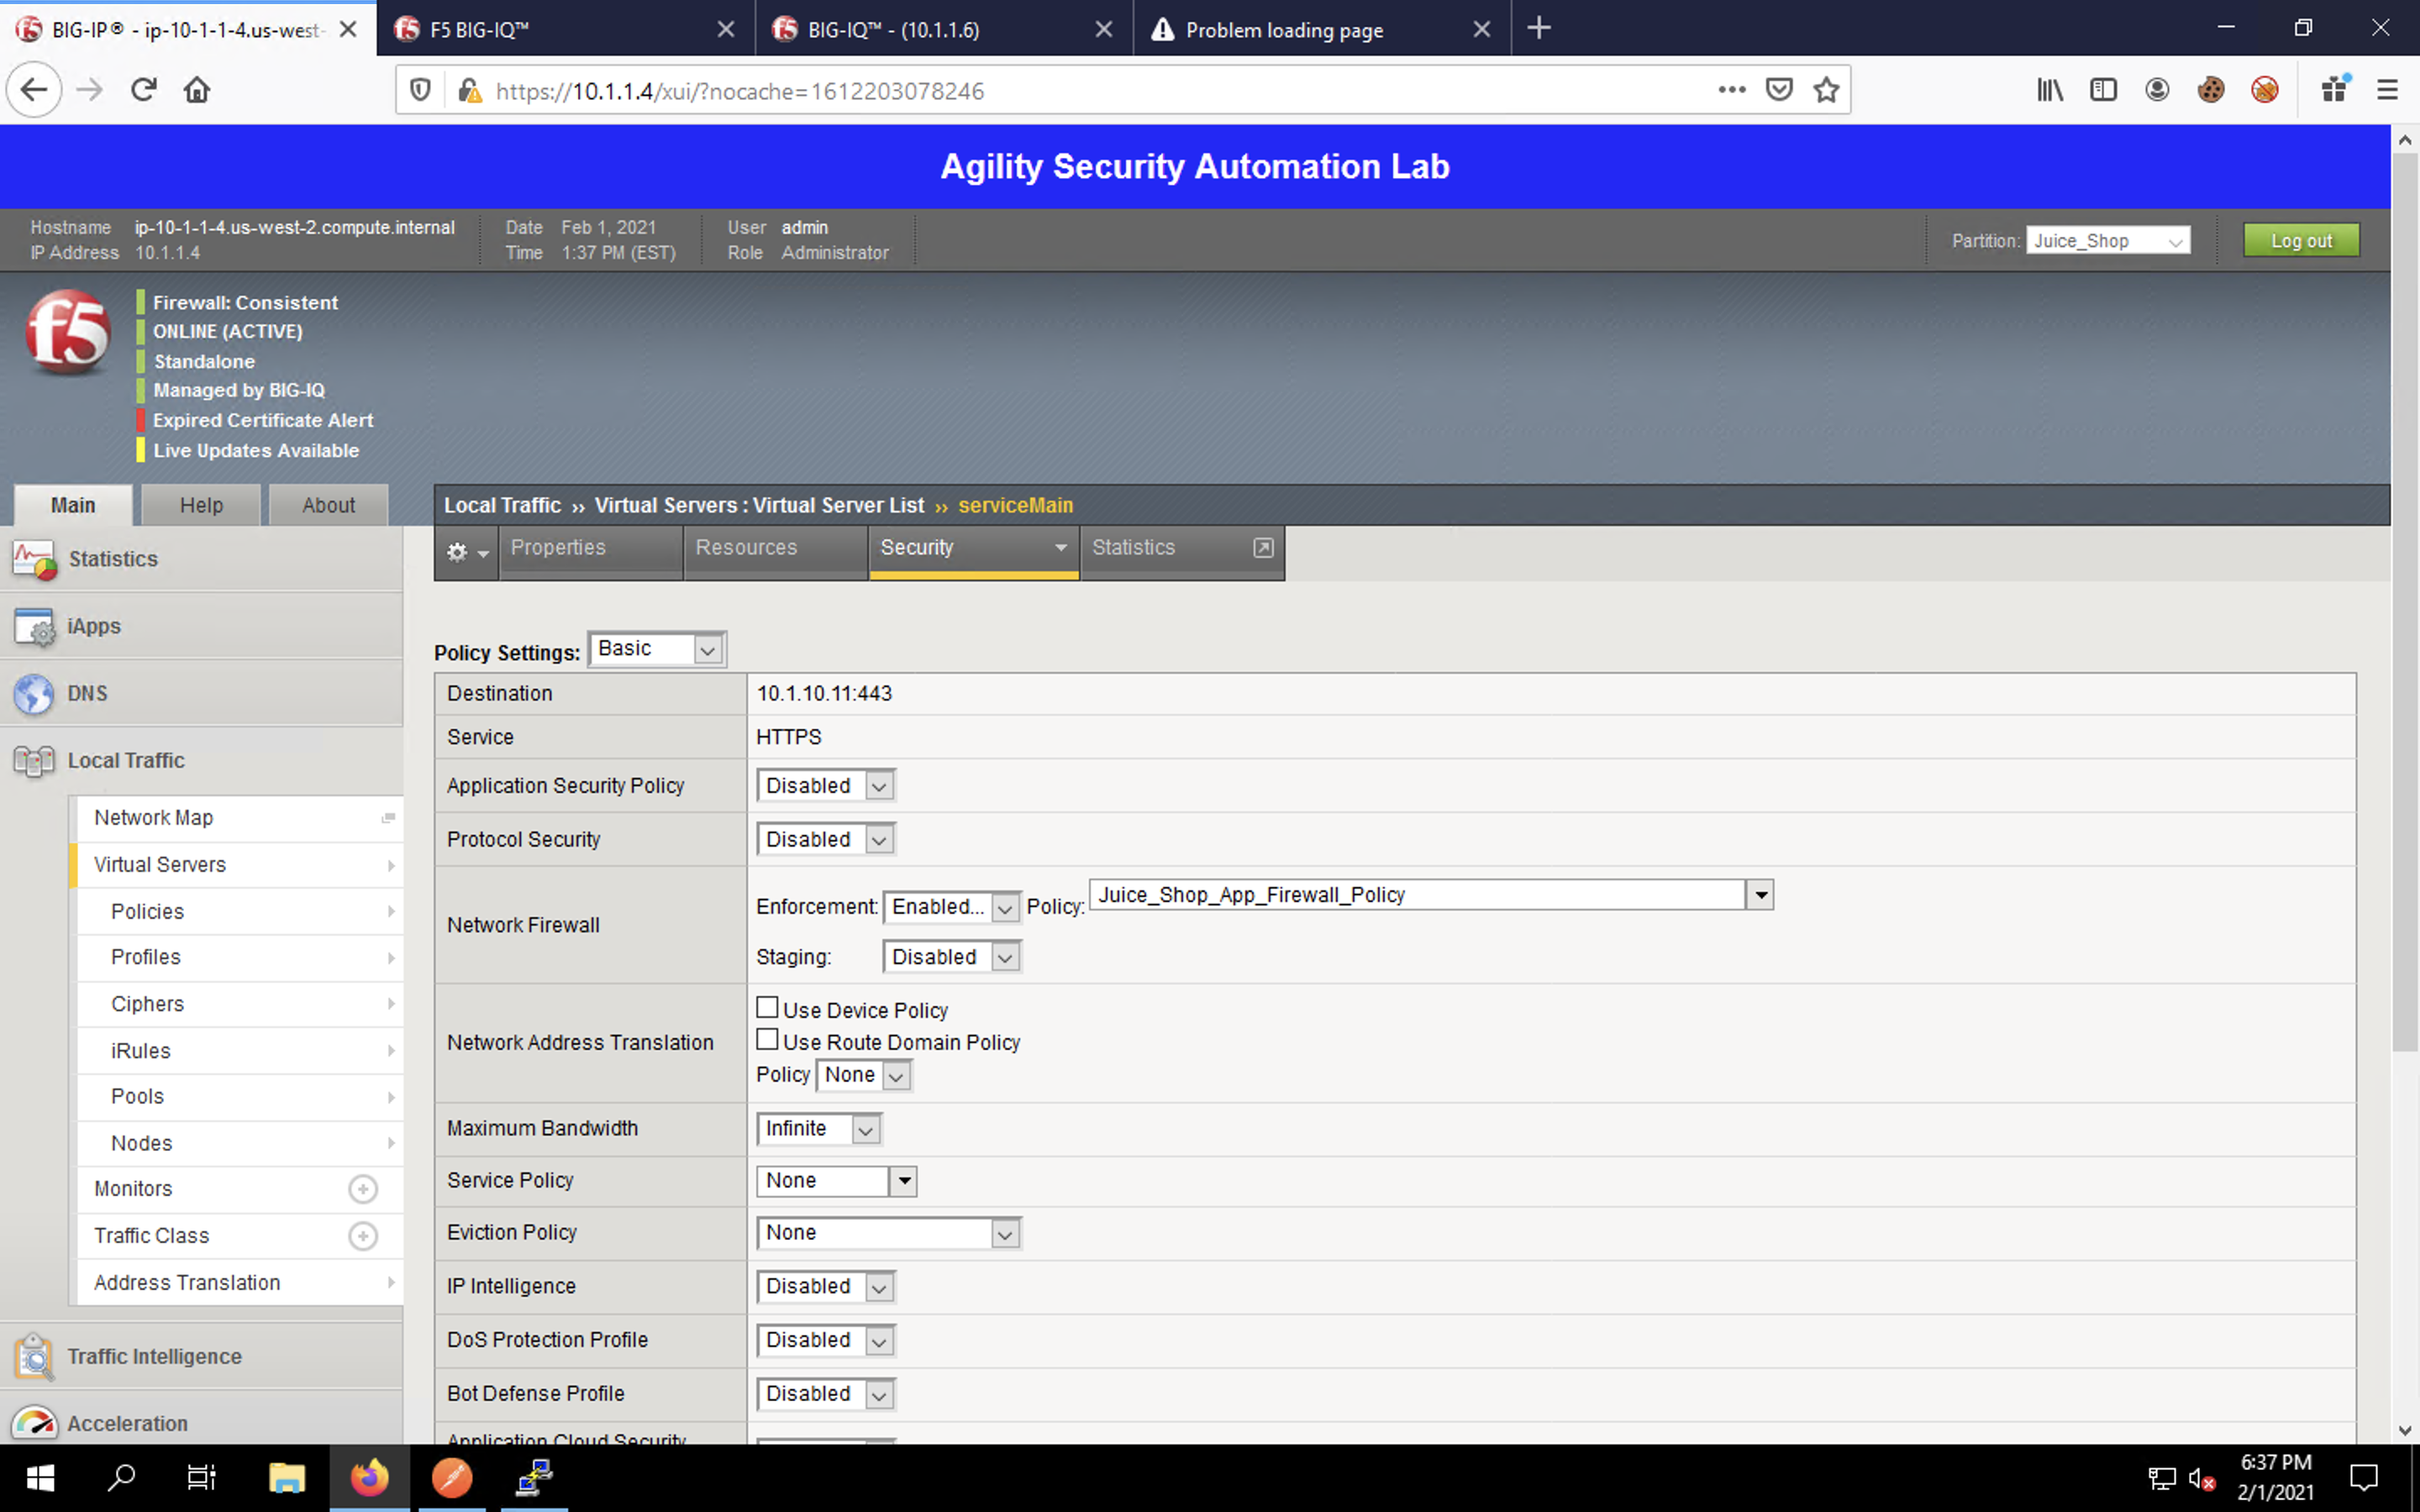 BIG-IP® - ip-10-1-1-4.us-west-
F5 BIG-IQ™
BIG-IQ™ - (10.1.1.6)
Problem loading page
https://10.1.1.4/xui/?nocache=1612203078246
Agility Security Automation Lab
Hostname ip-10-1-1-4.us-west-2.compute.internal
IP Address 10.1.1.4
Date Feb 1, 2021
Time 1:37 PM (EST)
User admin
Role Administrator
Partition: Juice_Shop
Log out
f5
Firewall: Consistent
ONLINE (ACTIVE)
Standalone
Managed by BIG-IQ
Expired Certificate Alert
Live Updates Available
Main Help About
Local Traffic ›› Virtual Servers : Virtual Server List ›› serviceMain
Properties Resources Security Statistics
Statistics
iApps
DNS
Local Traffic
Network Map
Virtual Servers
Policies
Profiles
Ciphers
iRules
Pools
Nodes
Monitors
Traffic Class
Address Translation
Traffic Intelligence
Acceleration
Policy Settings: Basic
Destination 10.1.10.11:443
Service HTTPS
Application Security Policy Disabled
Protocol Security Disabled
Network Firewall Enforcement: Enabled... Policy: Juice_Shop_App_Firewall_Policy
Staging: Disabled
Network Address Translation
Use Device Policy
Use Route Domain Policy
Policy None
Maximum Bandwidth Infinite
Service Policy None
Eviction Policy None
IP Intelligence Disabled
DoS Protection Profile Disabled
Bot Defense Profile Disabled
Application Cloud Security
6:37 PM
2/1/2021